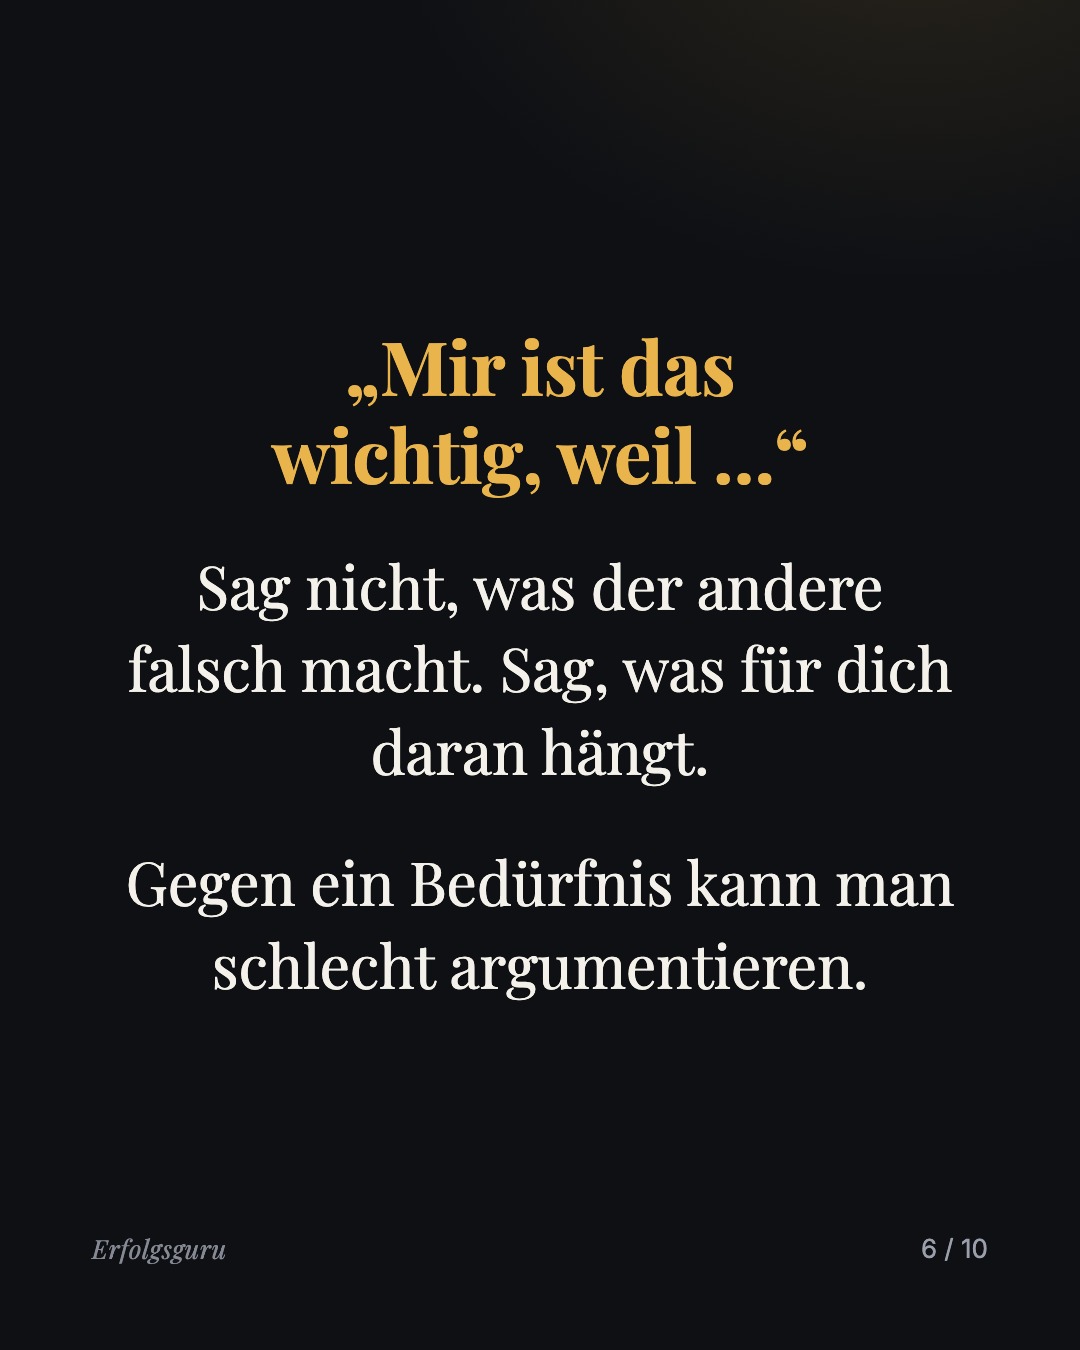 „Mir ist das
wichtig, weil ...“
Sag nicht, was der andere
falsch macht. Sag, was für dich
daran hängt.
Gegen ein Bedürfnis kann man
schlecht argumentieren.
Erfolgsguru
6 / 10